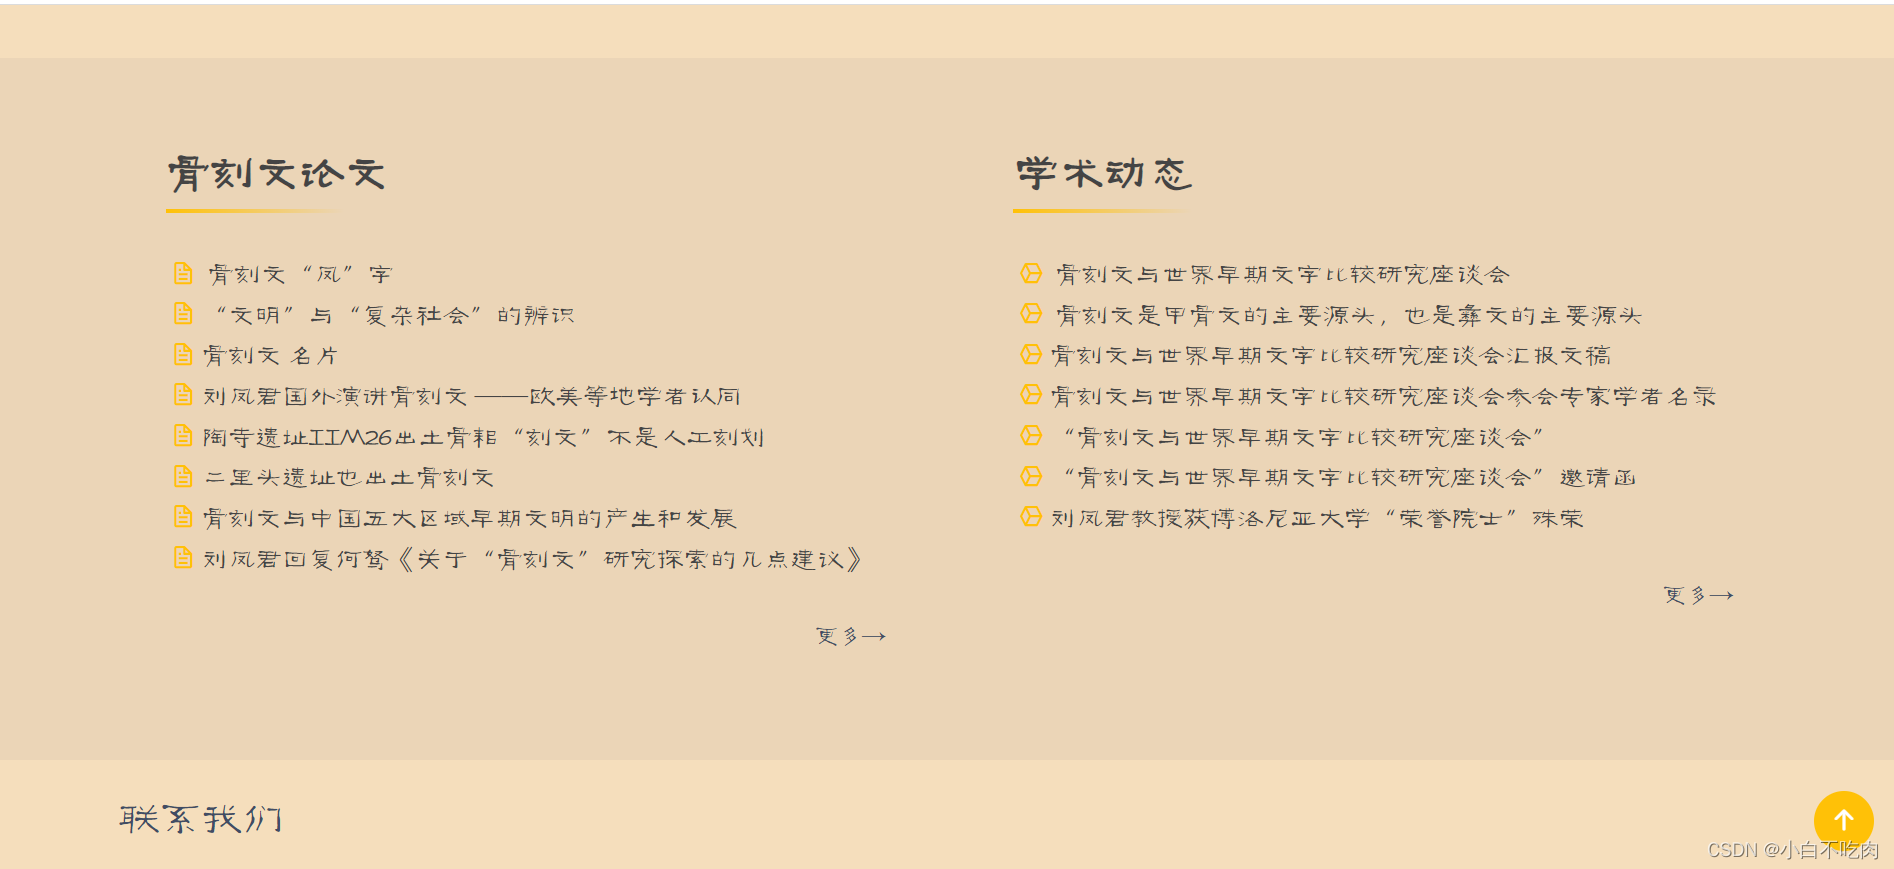 骨刻文论文
骨刻文“凤”字
“文明”与“复杂社会”的辨识
骨刻文 名片
刘凤君国外演讲骨刻文——欧美等地学者认同
陶寺遗址IIM26出土骨耜“刻文”不是人工刻划
二里头遗址也出土骨刻文
骨刻文与中国五大区域早期文明的产生和发展
刘凤君回复何驽《关于“骨刻文”研究探索的几点建议》
更多→
学术动态
骨刻文与世界早期文字比较研究座谈会
骨刻文是甲骨文的主要源头，也是彝文的主要源头
骨刻文与世界早期文字比较研究座谈会汇报文稿
骨刻文与世界早期文字比较研究座谈会参会专家学者名录
“骨刻文与世界早期文字比较研究座谈会”
“骨刻文与世界早期文字比较研究座谈会”邀请函
刘凤君教授获博洛尼亚大学“荣誉院士”殊荣
更多→
联系我们
CSDN @小白不吃肉